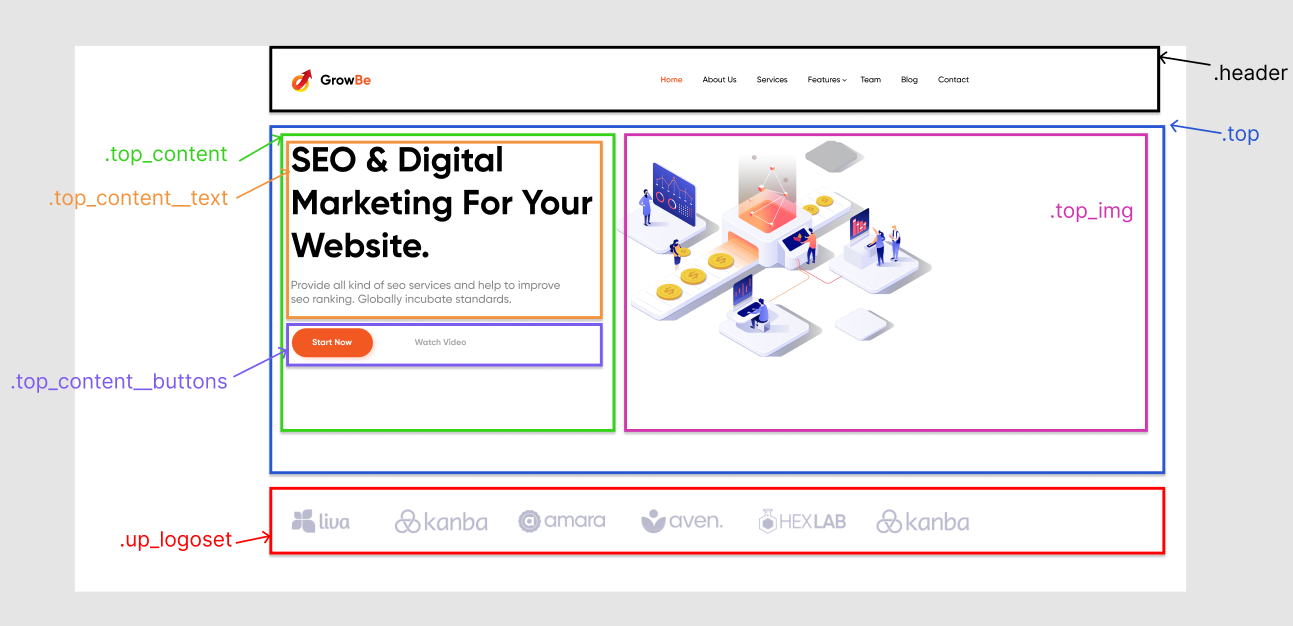 GrowBe
Home About Us Services Features Team Blog Contact
.header
.top
.top_content
.top_content__text
SEO & Digital
Marketing For Your
Website.
Provide all kind of seo services and help to improve
seo ranking. Globally incubate standards.
.top_img
Start Now Watch Video
.top_content__buttons
liva kanba amara aven. HEXLAB kanba
.up_logoset